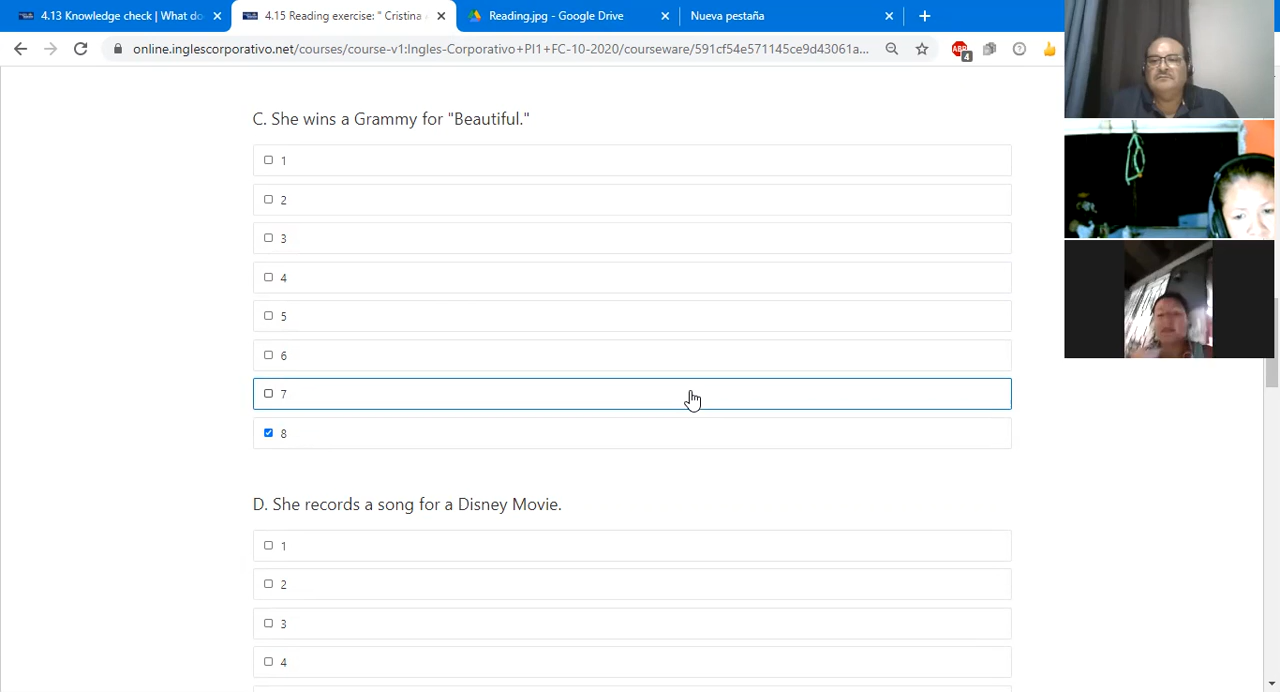 4.13 Knowledge check | What do
4.15 Reading exercise: " Cristina
Reading.jpg - Google Drive
Nueva pestaña
online.inglescorporativo.net/courses/course-v1:Ingles-Corporativo+PI1+FC-10-2020/courseware/591cf54e571145ce9d43061a...
ABP
4
C. She wins a Grammy for "Beautiful."
1
2
3
4
5
6
7
8
D. She records a song for a Disney Movie.
1
2
3
4